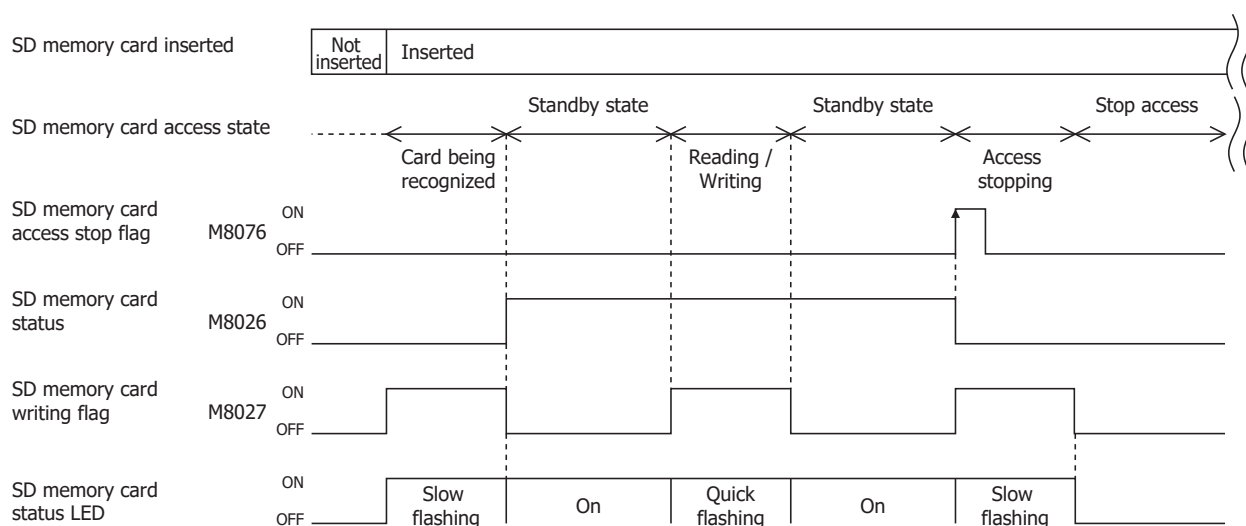 SD memory card inserted
Not
inserted
Inserted
Standby state
Standby state
Stop access
SD memory card access state
Card being
recognized
Reading /
Writing
Access
stopping
SD memory card
access stop flag
M8076
ON
OFF
SD memory card
status
M8026
ON
OFF
SD memory card
writing flag
M8027
ON
OFF
SD memory card
status LED
ON
OFF
Slow
flashing
On
Quick
flashing
On
Slow
flashing